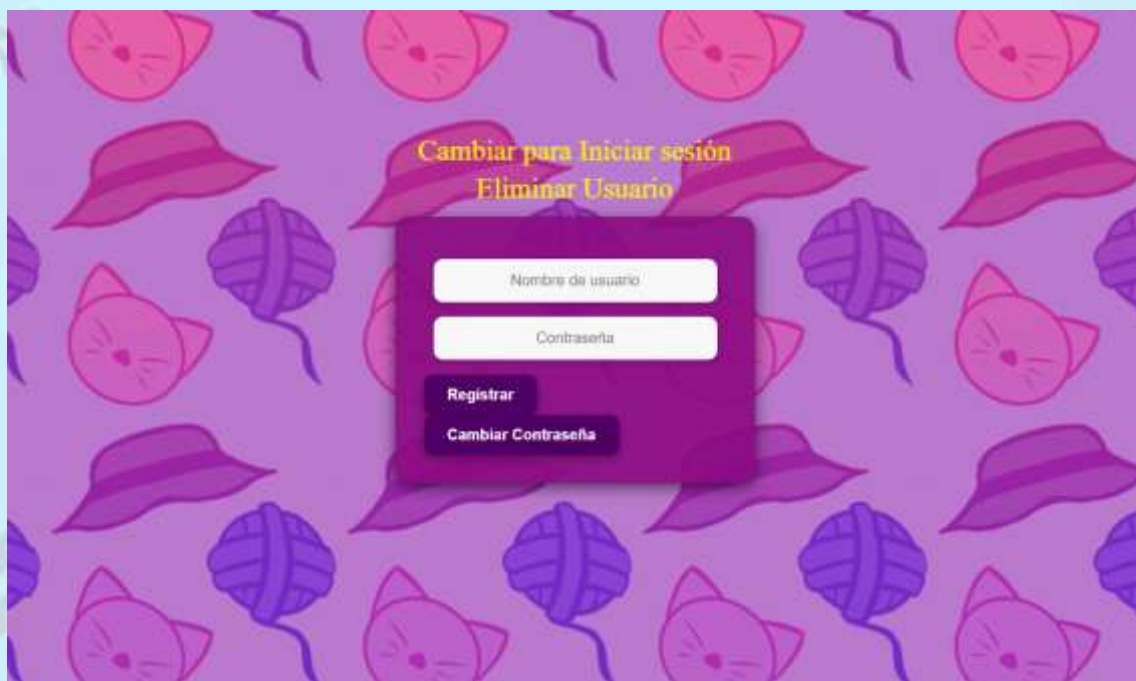 Cambiar para Iniciar sesión
Eliminar Usuario
Nombre de usuario
Contraseña
Registrar
Cambiar Contraseña